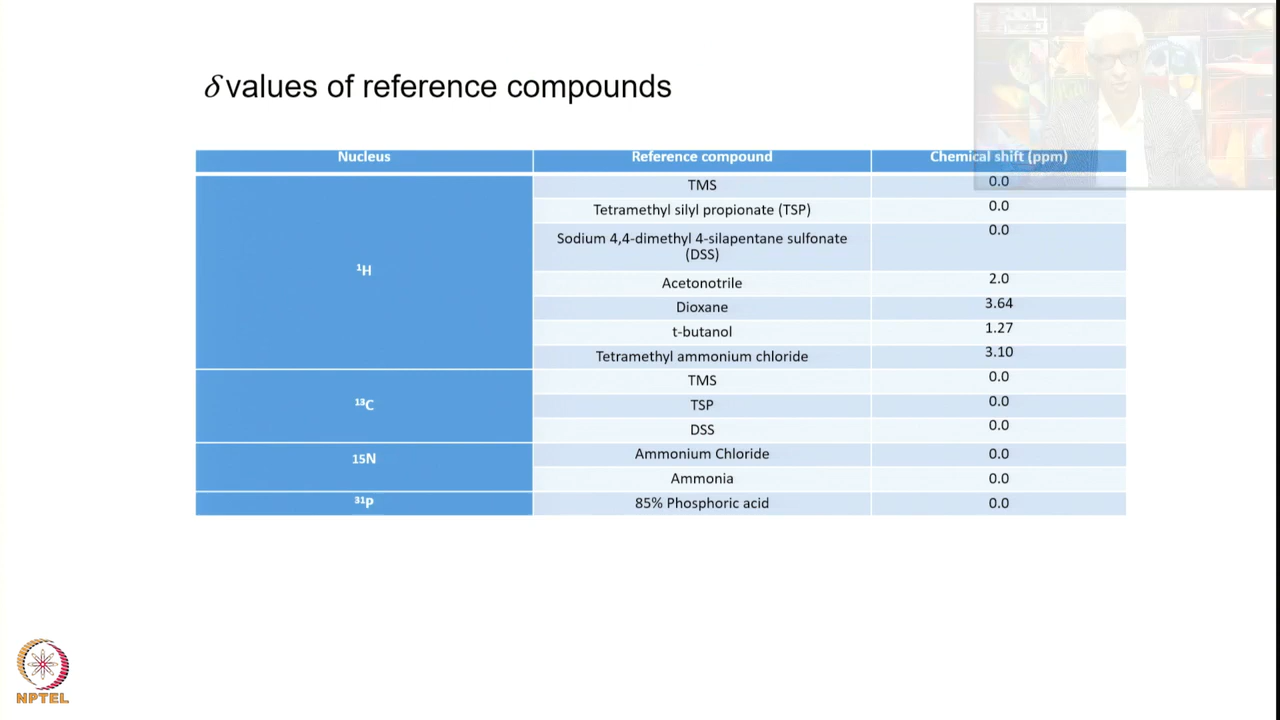 δ values of reference compounds
Nucleus Reference compound Chemical shift (ppm)
¹H TMS 0.0
Tetramethyl silyl propionate (TSP) 0.0
Sodium 4,4-dimethyl 4-silapentane sulfonate
(DSS) 0.0
Acetonotrile 2.0
Dioxane 3.64
t-butanol 1.27
Tetramethyl ammonium chloride 3.10
¹³C TMS 0.0
TSP 0.0
DSS 0.0
15N Ammonium Chloride 0.0
Ammonia 0.0
³¹P 85% Phosphoric acid 0.0
NPTEL